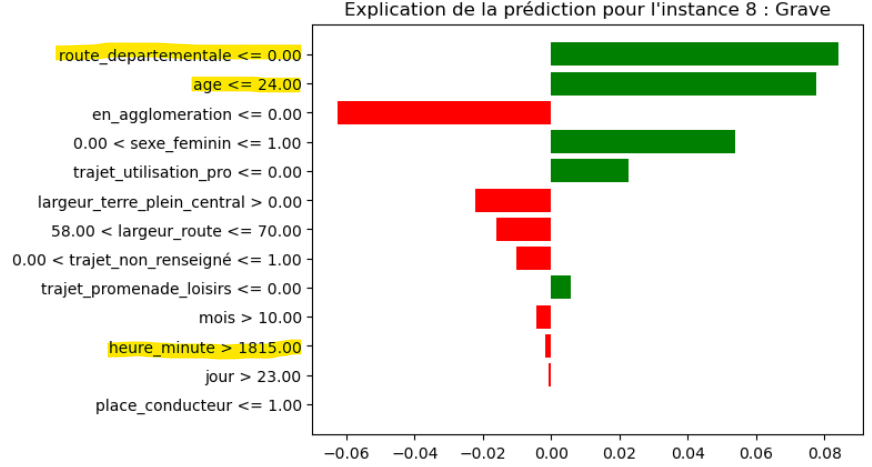 Explication de la prédiction pour l'instance 8 : Grave
route_departementale <= 0.00
age <= 24.00
en_agglomeration <= 0.00
0.00 < sexe_feminin <= 1.00
trajet_utilisation_pro <= 0.00
largeur_terre_plein_central > 0.00
58.00 < largeur_route <= 70.00
0.00 < trajet_non_renseigné <= 1.00
trajet_promenade_loisirs <= 0.00
mois > 10.00
heure_minute > 1815.00
jour > 23.00
place_conducteur <= 1.00
−0.06 −0.04 −0.02 0.00 0.02 0.04 0.06 0.08